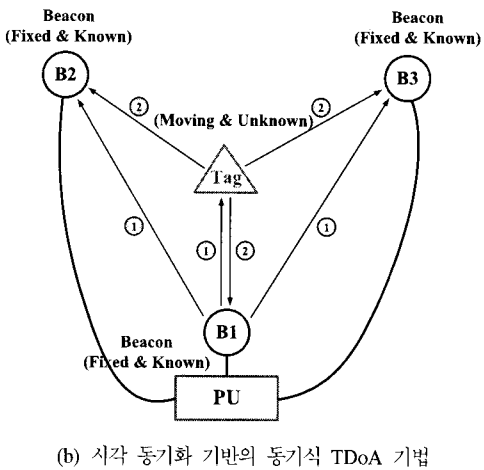 Beacon
(Fixed & Known)
Beacon
(Fixed & Known)
B2
B3
②
(Moving & Unknown)
②
Tag
①
①
②
①
B1
Beacon
(Fixed & Known)
PU
(b) 시각 동기화 기반의 동기식 TDoA 기법